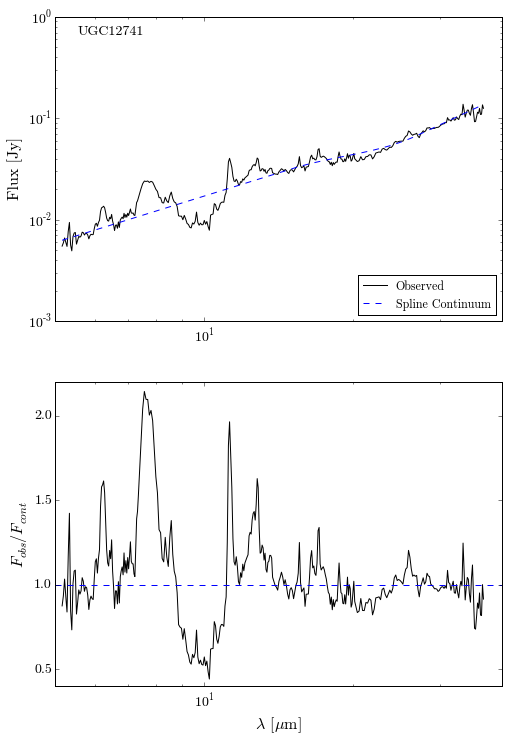 UGC12741
Flux [Jy]
10^0
10^-1
10^-2
10^-3
10^1
Observed
Spline Continuum
F_obs/F_cont
2.0
1.5
1.0
0.5
10^1
λ [μm]